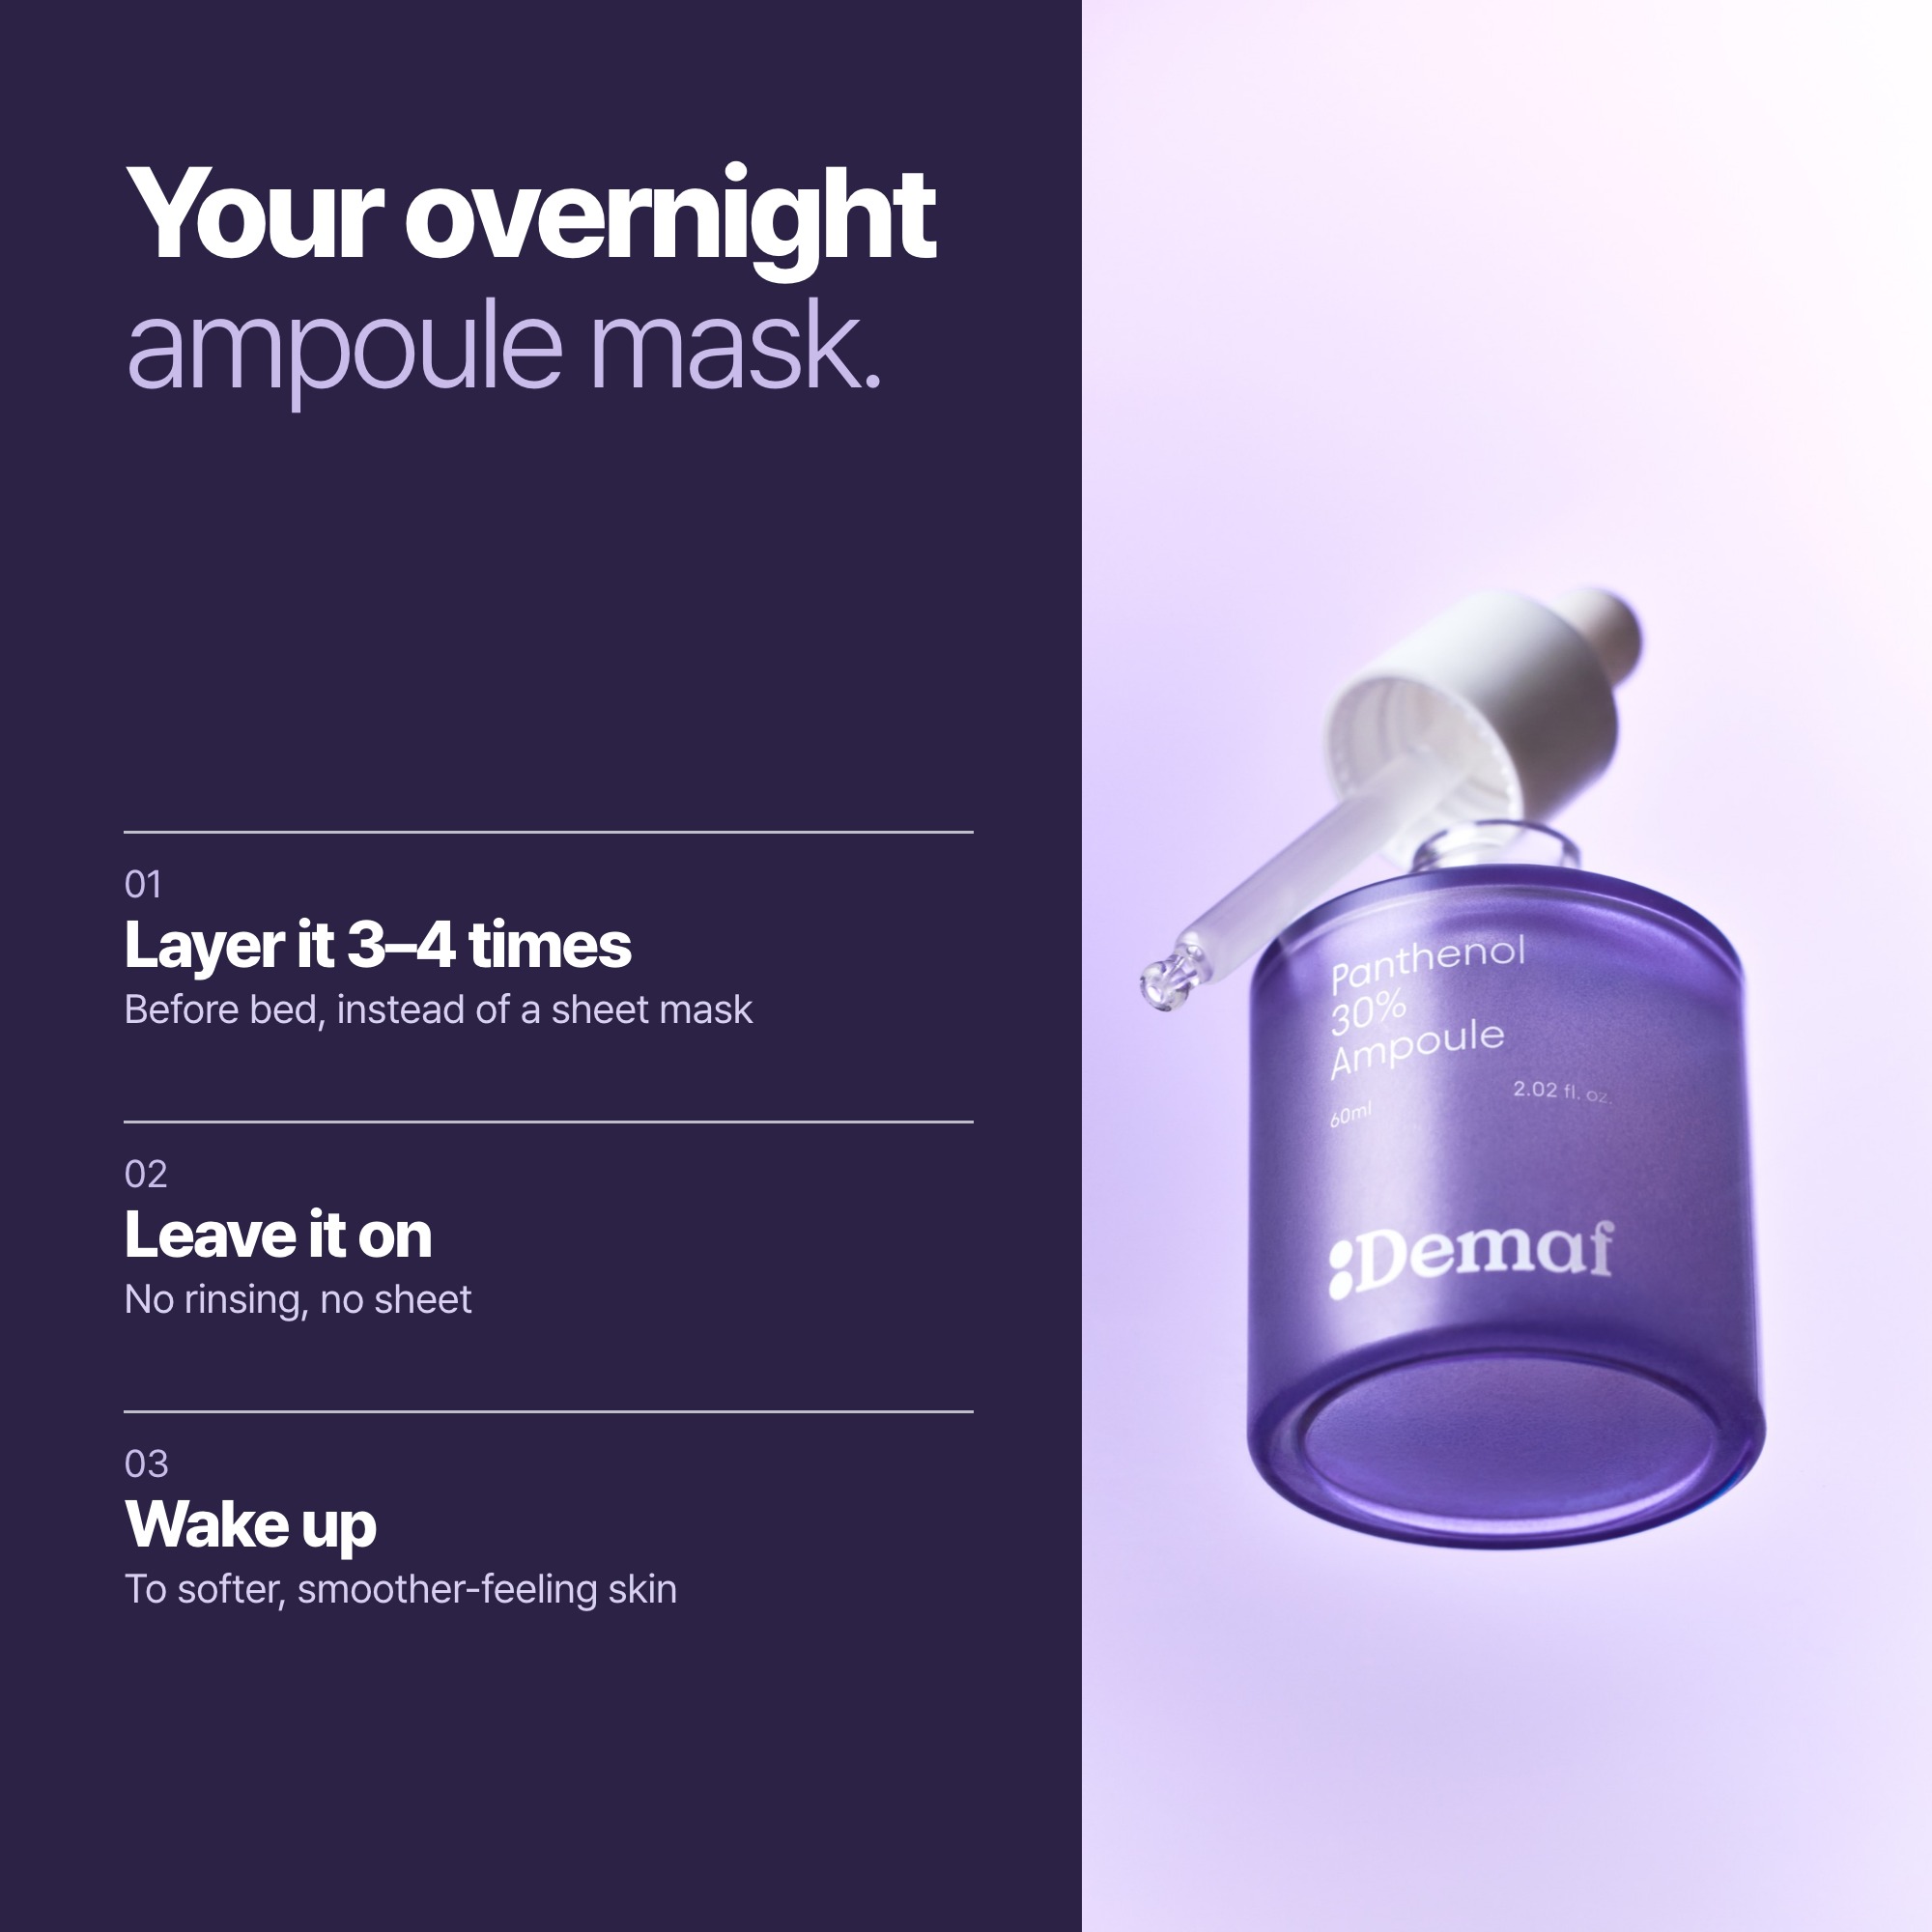 Your overnight
ampoule mask.
01
Layer it 3–4 times
Before bed, instead of a sheet mask
02
Leave it on
No rinsing, no sheet
03
Wake up
To softer, smoother-feeling skin
Panthenol
30%
Ampoule
2.02 fl. oz.
60ml
:Demaf